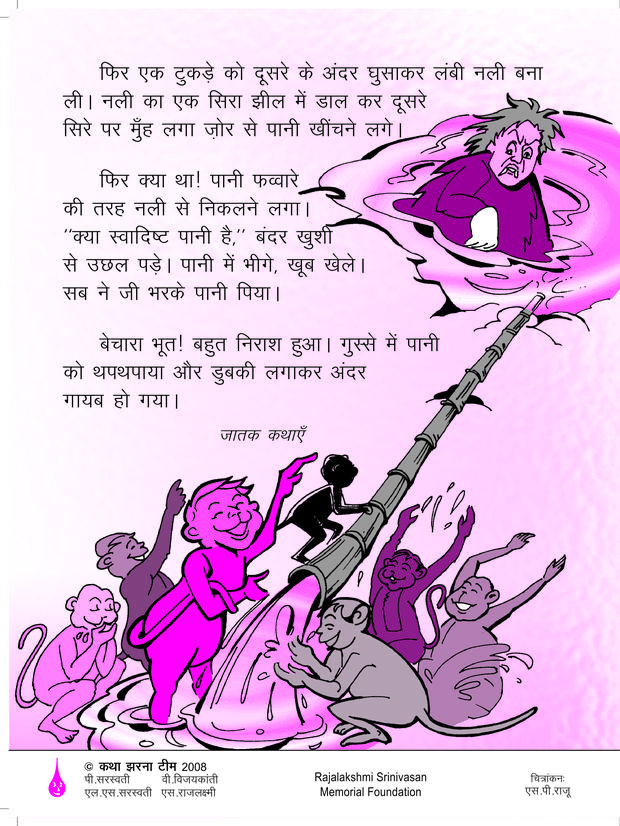 फिर एक टुकड़े को दूसरे के अंदर घुसाकर लंबी नली बना
ली। नली का एक सिरा झील में डाल कर दूसरे
सिरे पर मुँह लगा ज़ोर से पानी खींचने लगे।
फिर क्या था! पानी फव्वारे
की तरह नली से निकलने लगा।
"क्या स्वादिष्ट पानी है," बंदर खुशी
से उछल पड़े। पानी में भीगे, खूब खेले।
सब ने जी भरके पानी पिया।
बेचारा भूत! बहुत निराश हुआ। गुस्से में पानी
को थपथपाया और डुबकी लगाकर अंदर
गायब हो गया।
जातक कथाएँ
© कथा झरना टीम 2008
पी.सरस्वती वी.विजयकांती
एल.एस.सरस्वती एस.राजलक्ष्मी
Rajalakshmi Srinivasan
Memorial Foundation
चित्रांकनः
एस.पी.राजू